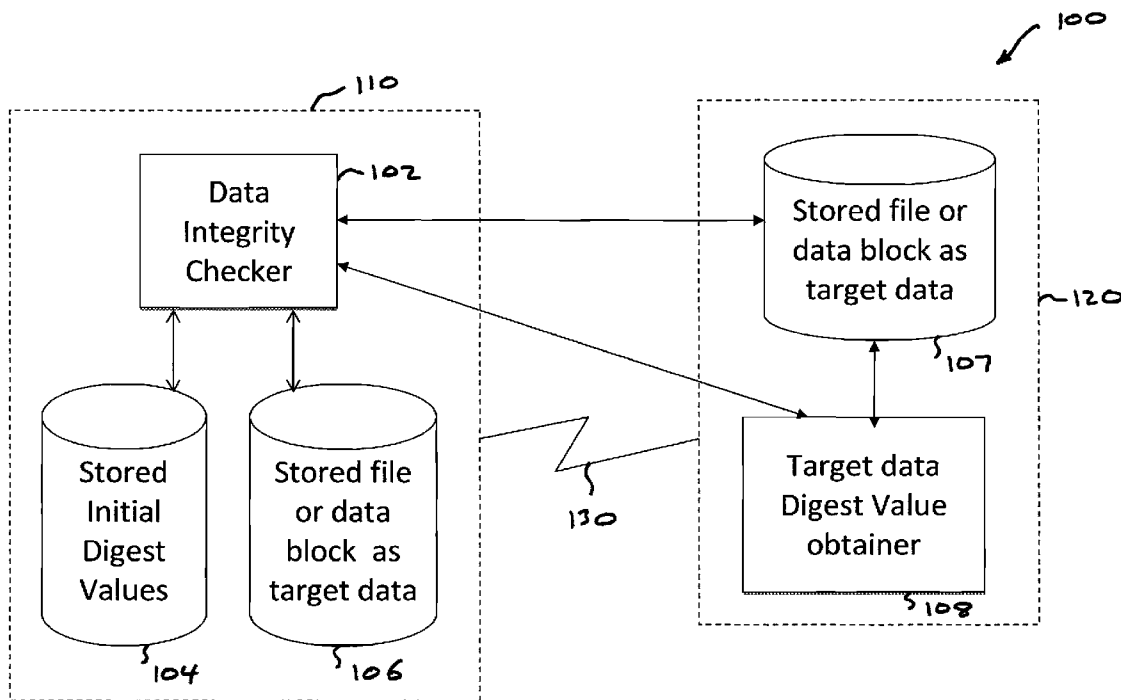 100
110
102
Data
Integrity
Checker
Stored file or
data block as
target data
120
107
Stored
Initial
Digest
Values
Stored file
or data
block as
target data
130
Target data
Digest Value
obtainer
104
106
108